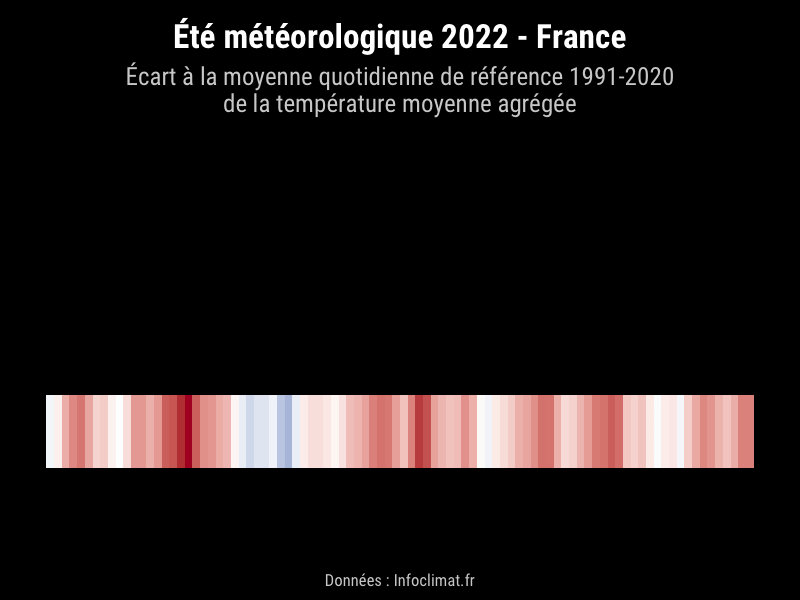 Été météorologique 2022 - France
Écart à la moyenne quotidienne de référence 1991-2020
de la température moyenne agrégée
Données : Infoclimat.fr